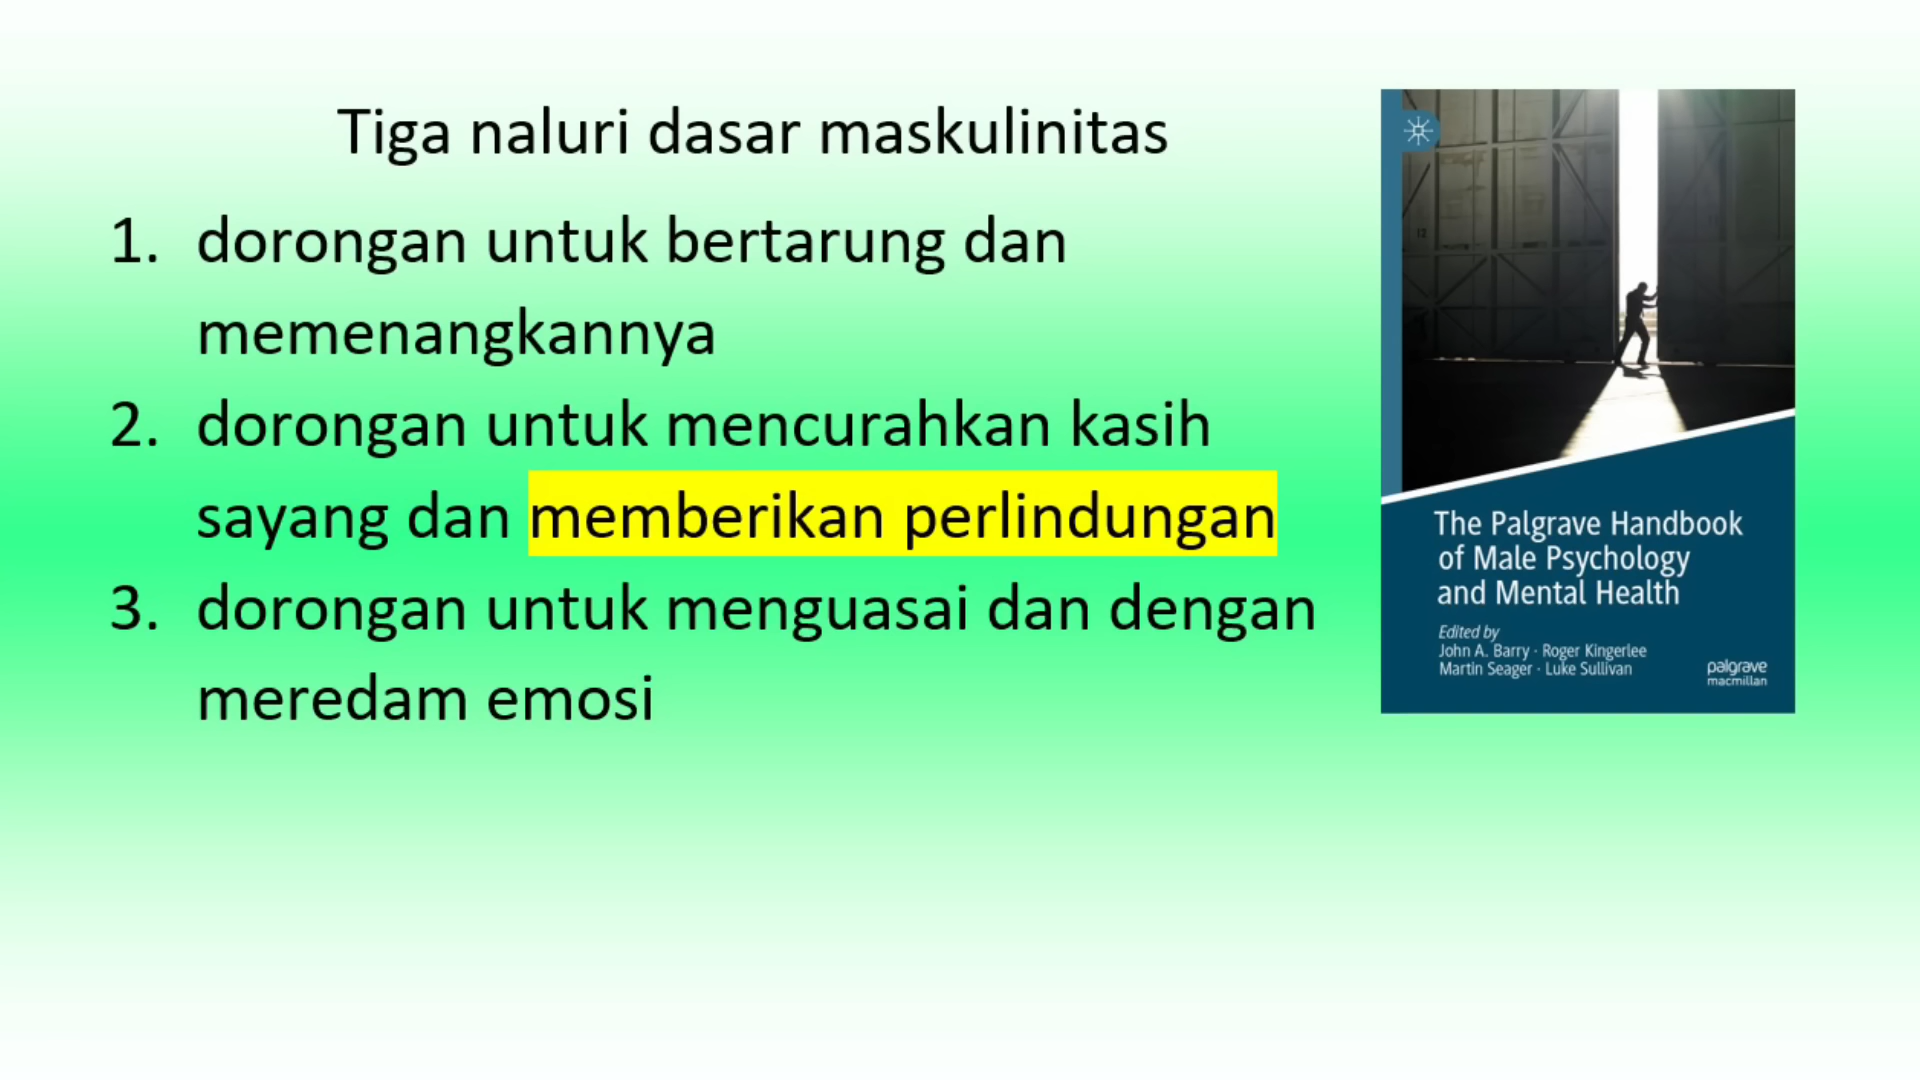 Tiga naluri dasar maskulinitas
1. dorongan untuk bertarung dan
memenangkannya
2. dorongan untuk mencurahkan kasih
sayang dan memberikan perlindungan
3. dorongan untuk menguasai dan dengan
meredam emosi
The Palgrave Handbook
of Male Psychology
and Mental Health
Edited by
John A. Barry · Roger Kingerlee
Martin Seager · Luke Sullivan
palgrave
macmillan